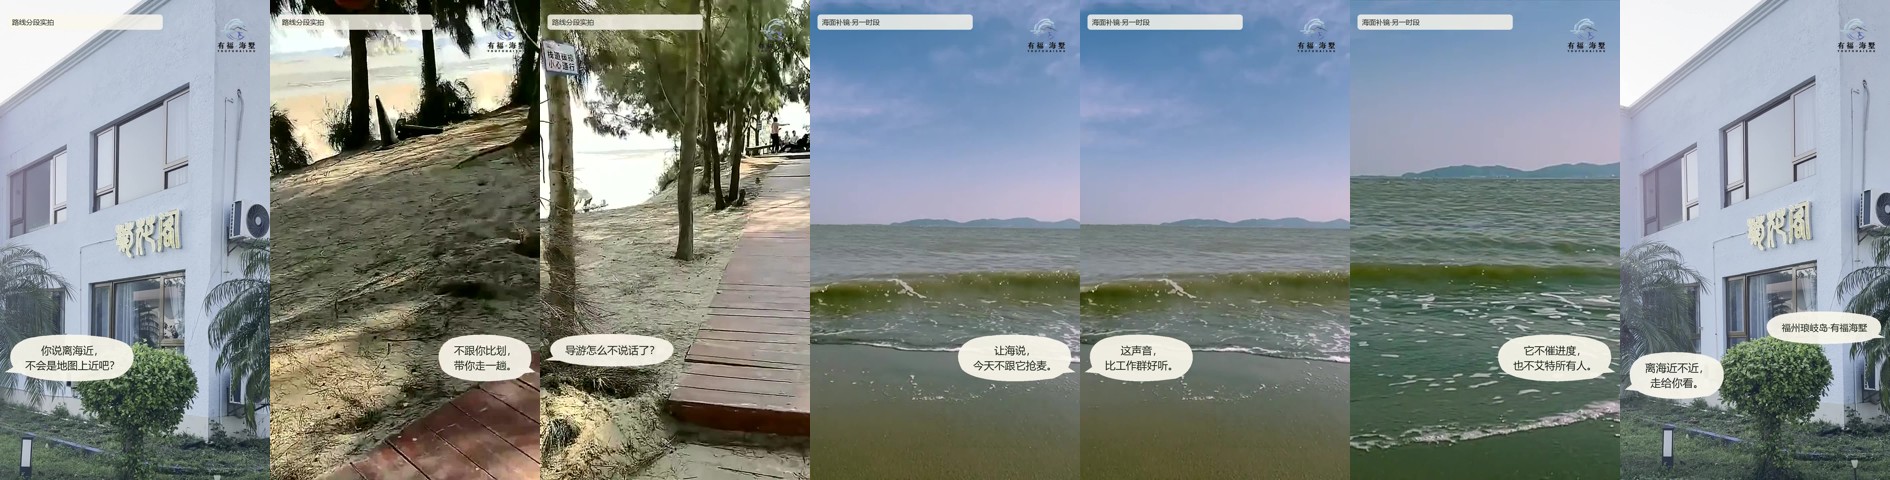 路线分段实拍
有福·海墅
你说离海近，
不会是地图上近吧？
路线分段实拍
有福·海墅
不跟你比划，
带你走一趟。
路线分段实拍
小心通行
导游怎么不说话了？
海面补镜·另一时段
有福·海墅
让海说，
今天不跟它抢麦。
海面补镜·另一时段
有福·海墅
这声音，
比工作群好听。
海面补镜·另一时段
有福·海墅
它不催进度，
也不艾特所有人。
有福·海墅
福州琅岐岛·有福海墅
离海近不近，
走给你看。